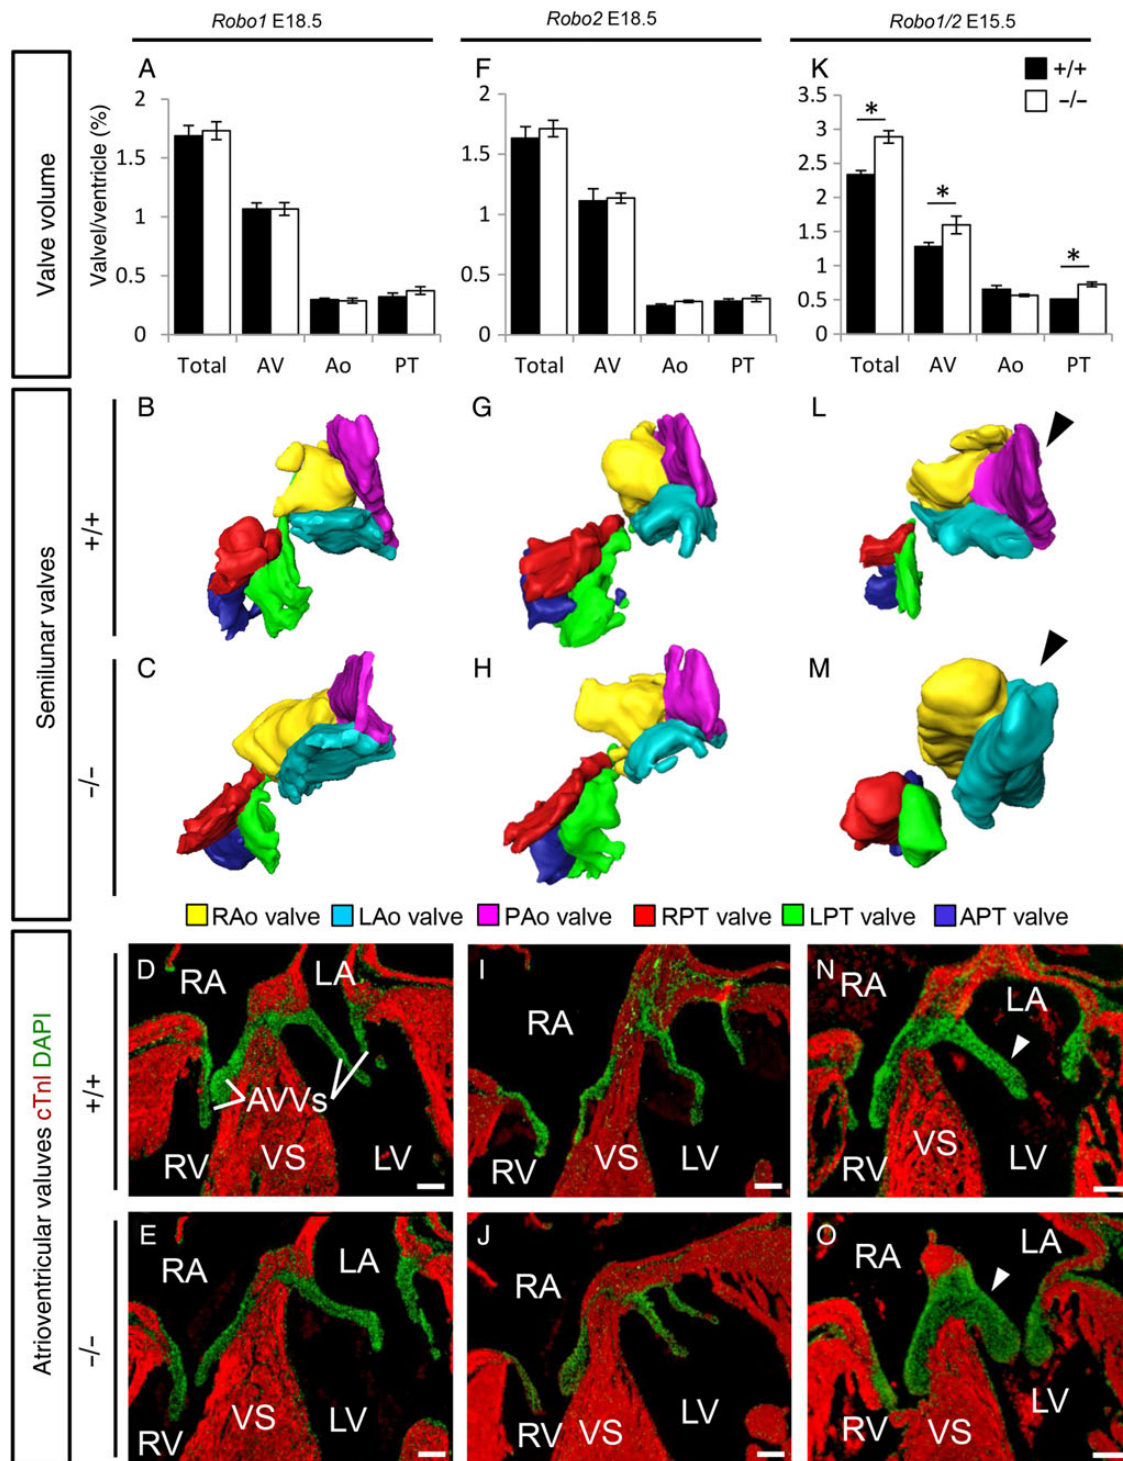 Robo1 E18.5
Robo2 E18.5
Robo1/2 E15.5
Valve volume
A
Valvel/ventricle (%)
2
1.5
1
0.5
0
Total AV Ao PT
F
2
1.5
1
0.5
0
Total AV Ao PT
K
+/+
−/−
3.5
3
2.5
2
1.5
1
0.5
0
* * *
Total AV Ao PT
Semilunar valves
+/+
B
G
L
−/−
C
H
M
RAo valve LAo valve PAo valve RPT valve LPT valve APT valve
Atrioventricular valuves cTnI DAPI
+/+
D
RA
LA
AVVs
RV
VS
LV
I
RA
RV
VS
LV
N
RA
LA
RV
VS
LV
−/−
E
RA
LA
RV
VS
LV
J
RA
RV
VS
LV
O
RA
LA
RV
VS
LV